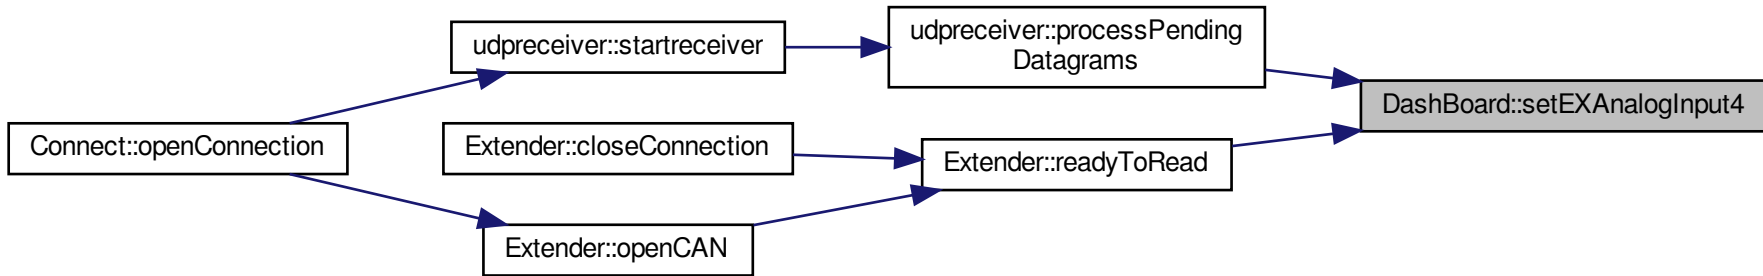 udpreceiver::startreceiver
udpreceiver::processPending
Datagrams
DashBoard::setEXAnalogInput4
Connect::openConnection
Extender::closeConnection
Extender::readyToRead
Extender::openCAN